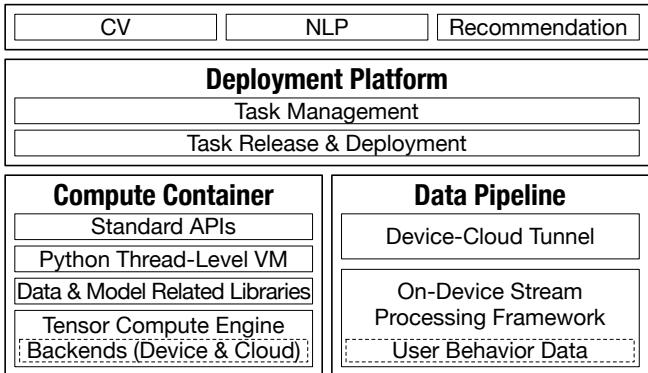 CV
NLP
Recommendation
Deployment Platform
Task Management
Task Release & Deployment
Compute Container
Standard APIs
Python Thread-Level VM
Data & Model Related Libraries
Tensor Compute Engine
Backends (Device & Cloud)
Data Pipeline
Device-Cloud Tunnel
On-Device Stream
Processing Framework
User Behavior Data